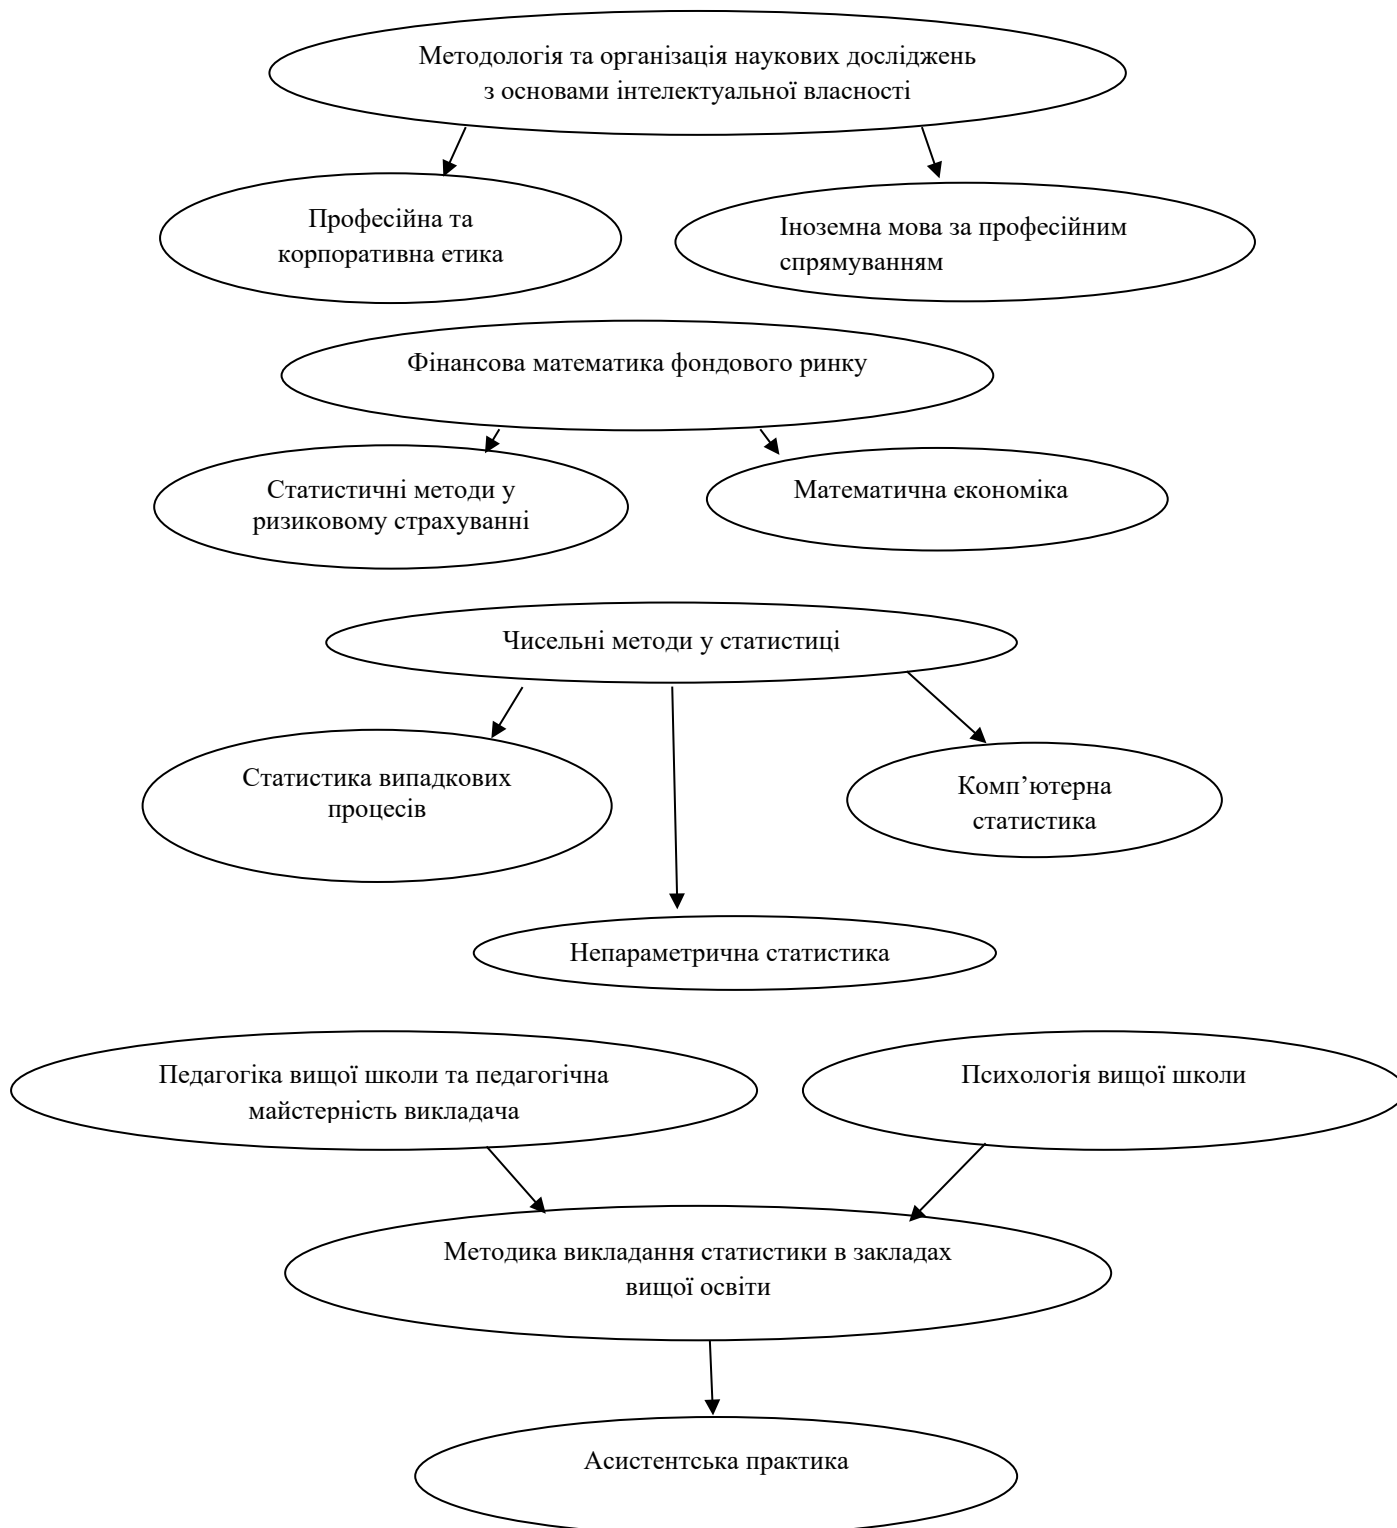 Методологія та організація наукових досліджень
з основами інтелектуальної власності
Професійна та
корпоративна етика
Іноземна мова за професійним
спрямуванням
Фінансова математика фондового ринку
Статистичні методи у
ризиковому страхуванні
Математична економіка
Чисельні методи у статистиці
Статистика випадкових
процесів
Комп’ютерна
статистика
Непараметрична статистика
Педагогіка вищої школи та педагогічна
майстерність викладача
Психологія вищої школи
Методика викладання статистики в закладах
вищої освіти
Асистентська практика